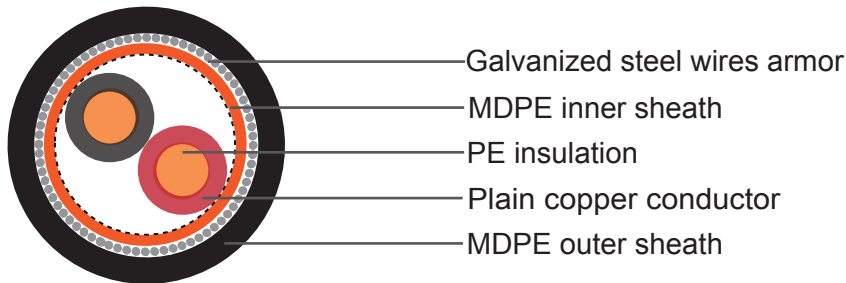 Galvanized steel wires armor
MDPE inner sheath
PE insulation
Plain copper conductor
MDPE outer sheath